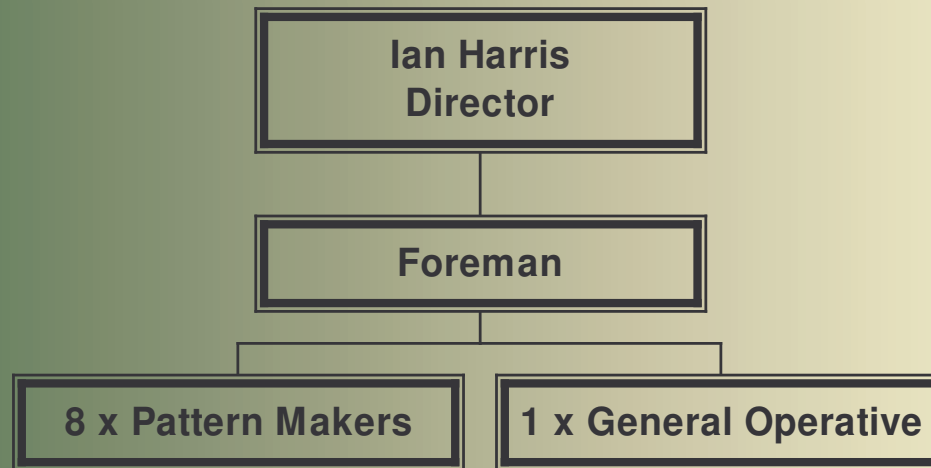 Ian Harris
Director
Foreman
8 x Pattern Makers
1 x General Operative